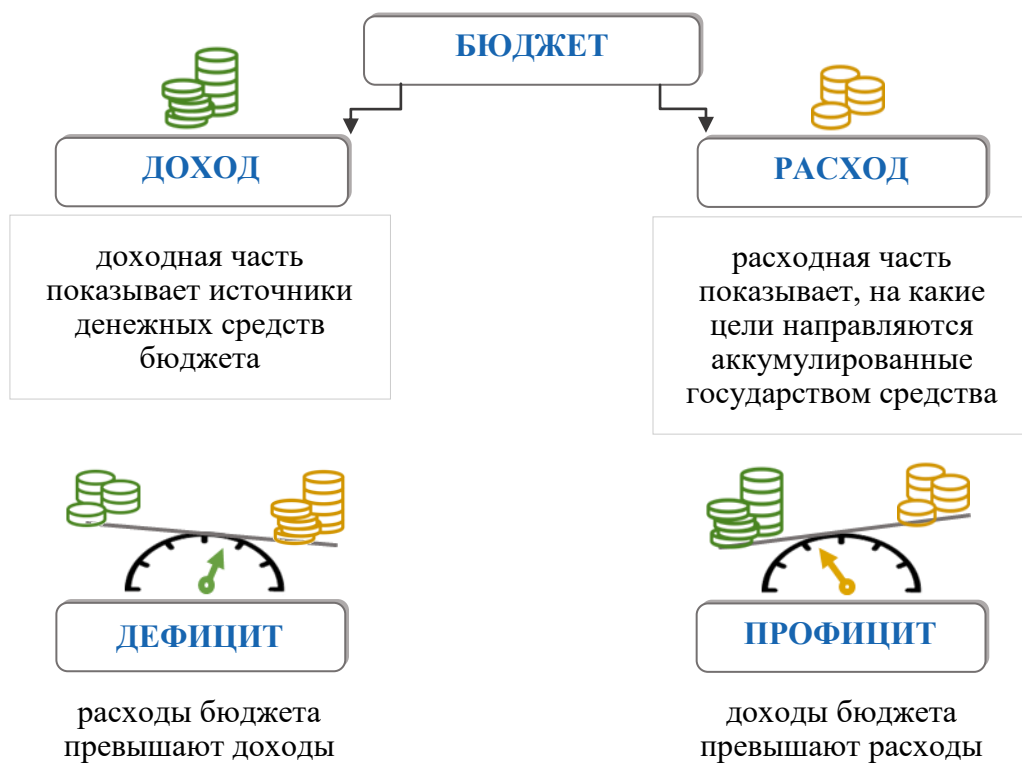 БЮДЖЕТ
ДОХОД
РАСХОД
доходная часть
показывает источники
денежных средств
бюджета
расходная часть
показывает, на какие
цели направляются
аккумулированные
государством средства
ДЕФИЦИТ
ПРОФИЦИТ
расходы бюджета
превышают доходы
доходы бюджета
превышают расходы